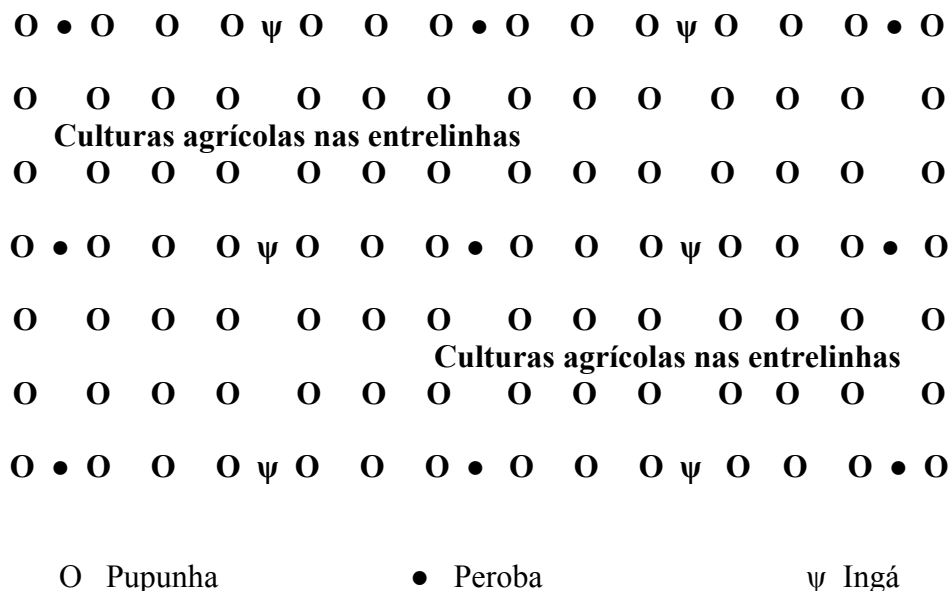 O ● O O O ψ O O O ● O O O ψ O O O ● O
O O O O O O O O O O O O O O
Culturas agrícolas nas entrelinhas
O O O O O O O O O O O O O O
O ● O O O ψ O O O ● O O O ψ O O O ● O
O O O O O O O O O O O O O O
Culturas agrícolas nas entrelinhas
O O O O O O O O O O O O O O
O ● O O O ψ O O O ● O O O ψ O O O ● O
O Pupunha ● Peroba ψ Ingá